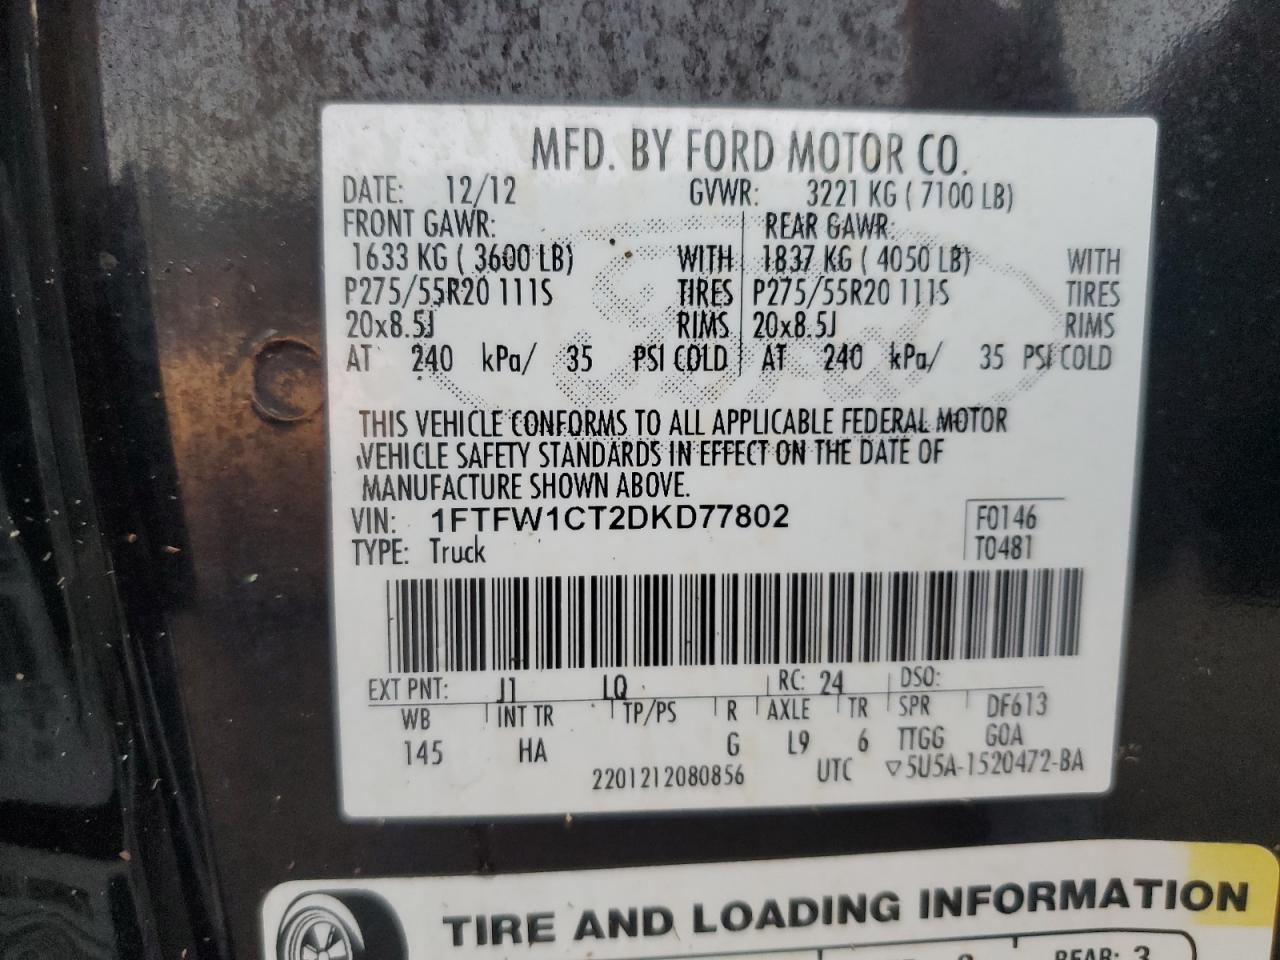 MFD. BY FORD MOTOR CO.
DATE: 12/12 GVWR: 3221 KG ( 7100 LB)
FRONT GAWR: REAR GAWR:
1633 KG ( 3600 LB) WITH 1837 KG ( 4050 LB) WITH
P275/55R20 111S TIRES P275/55R20 111S TIRES
20x8.5J RIMS 20x8.5J RIMS
AT 240 kPa/ 35 PSI COLD AT 240 kPa/ 35 PSI COLD
THIS VEHICLE CONFORMS TO ALL APPLICABLE FEDERAL MOTOR
VEHICLE SAFETY STANDARDS IN EFFECT ON THE DATE OF
MANUFACTURE SHOWN ABOVE.
VIN: 1FTFW1CT2DKD77802 F0146
TYPE: Truck T0481
EXT PNT: J1 LQ RC: 24 DSO:
WB INT TR TP/PS R AXLE TR SPR DF613
145 HA G L9 6 TTGG GOA
2201212080856 UTC ▽5U5A-1520472-BA
TIRE AND LOADING INFORMATION
REAR: 3